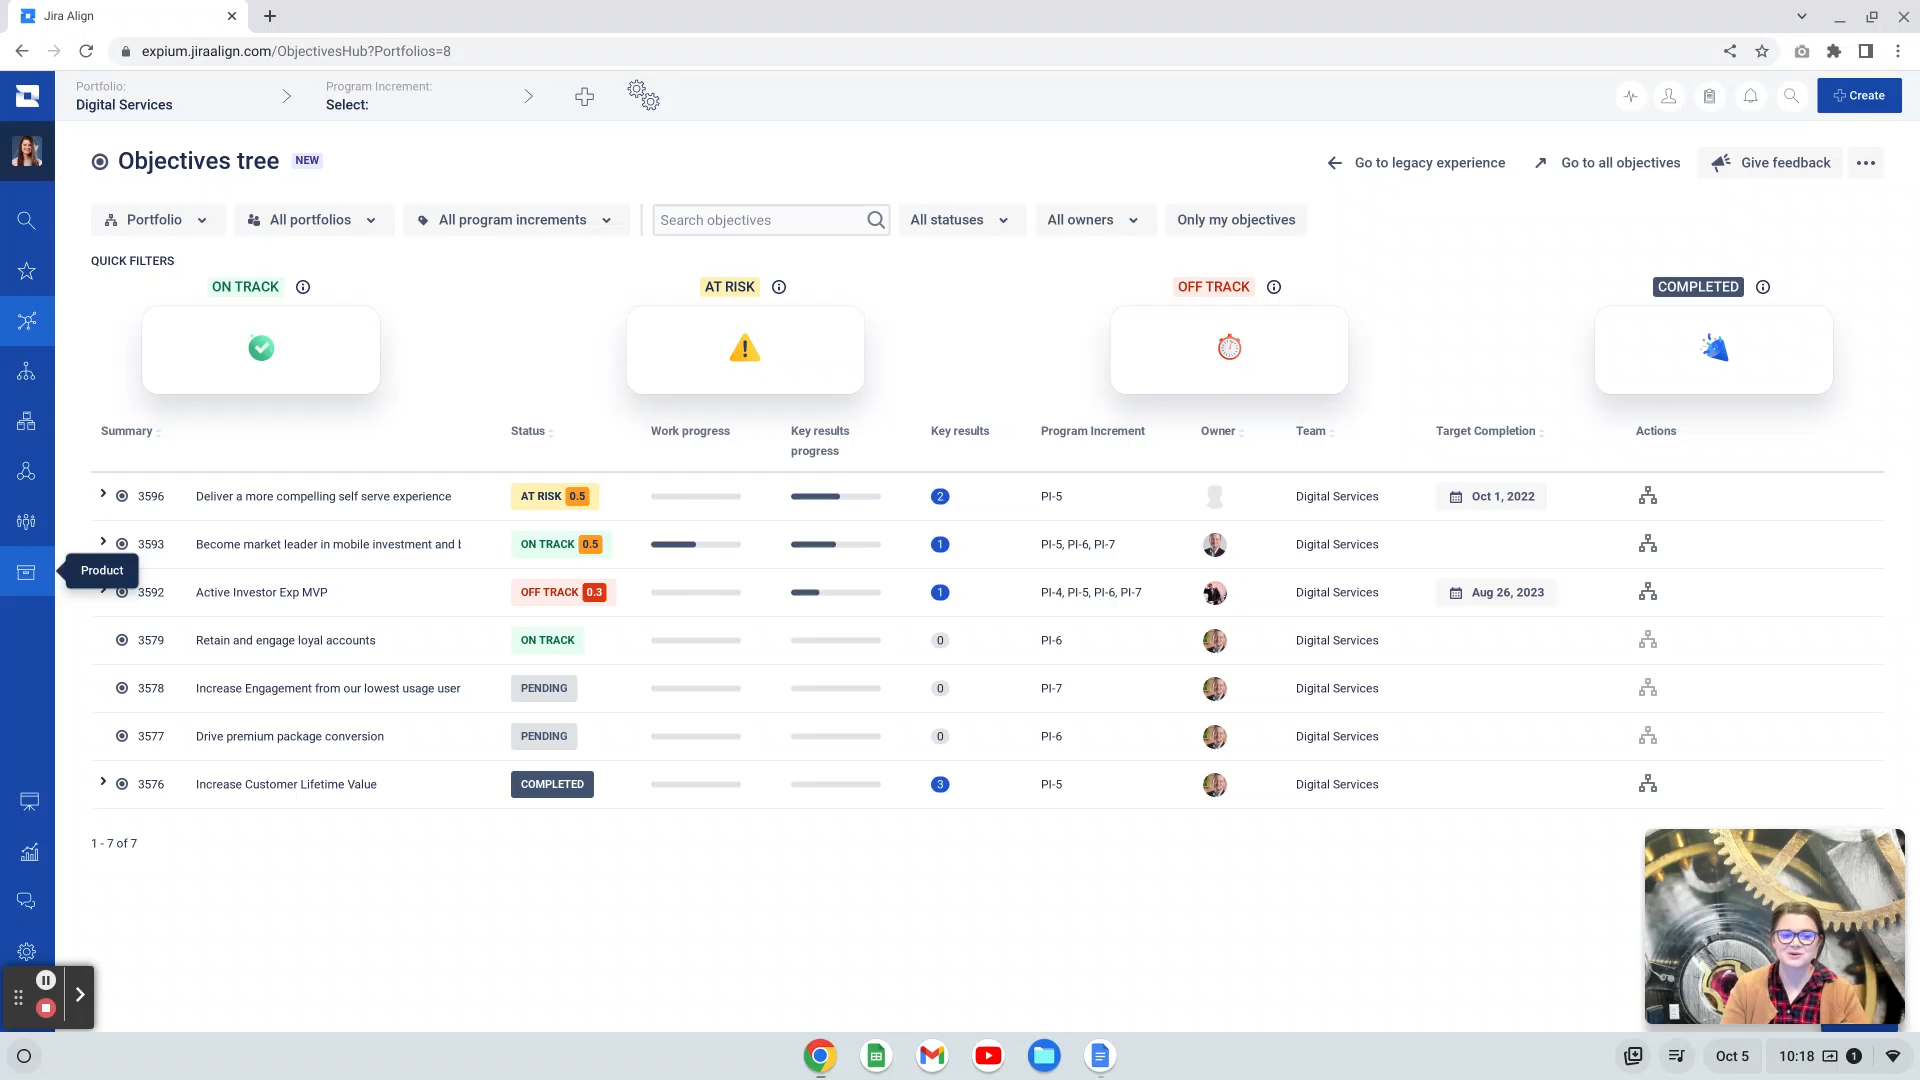 Jira Align
expium.jiraalign.com/ObjectivesHub?Portfolios=8
Portfolio:
Digital Services
Program Increment:
Select:
Create
Objectives tree NEW
Go to legacy experience
Go to all objectives
Give feedback
Portfolio
All portfolios
All program increments
Search objectives
All statuses
All owners
Only my objectives
QUICK FILTERS
ON TRACK
AT RISK
OFF TRACK
COMPLETED
Summary Status Work progress Key results progress Key results Program Increment Owner Team Target Completion Actions
3596 Deliver a more compelling self serve experience AT RISK 0.5 2 PI-5 Digital Services Oct 1, 2022
3593 Become market leader in mobile investment and b ON TRACK 0.5 1 PI-5, PI-6, PI-7 Digital Services
Product
3592 Active Investor Exp MVP OFF TRACK 0.3 1 PI-4, PI-5, PI-6, PI-7 Digital Services Aug 26, 2023
3579 Retain and engage loyal accounts ON TRACK 0 PI-6 Digital Services
3578 Increase Engagement from our lowest usage user PENDING 0 PI-7 Digital Services
3577 Drive premium package conversion PENDING 0 PI-6 Digital Services
3576 Increase Customer Lifetime Value COMPLETED 3 PI-5 Digital Services
1 - 7 of 7
Oct 5
10:18
1